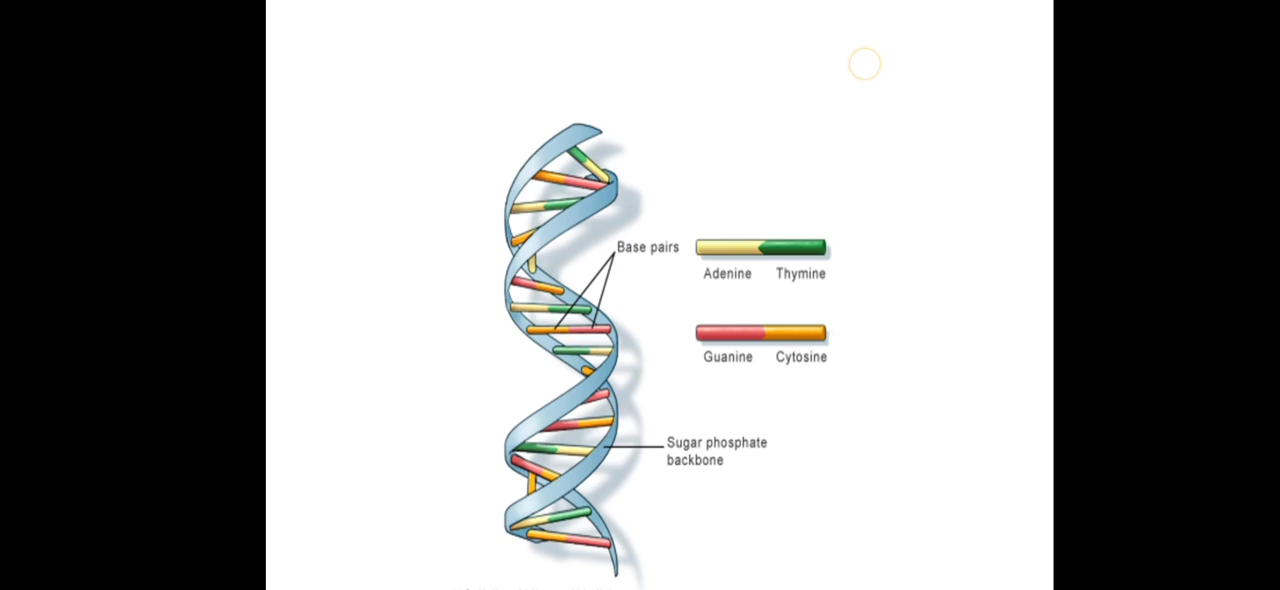 Base pairs
Adenine Thymine
Guanine Cytosine
Sugar phosphate
backbone